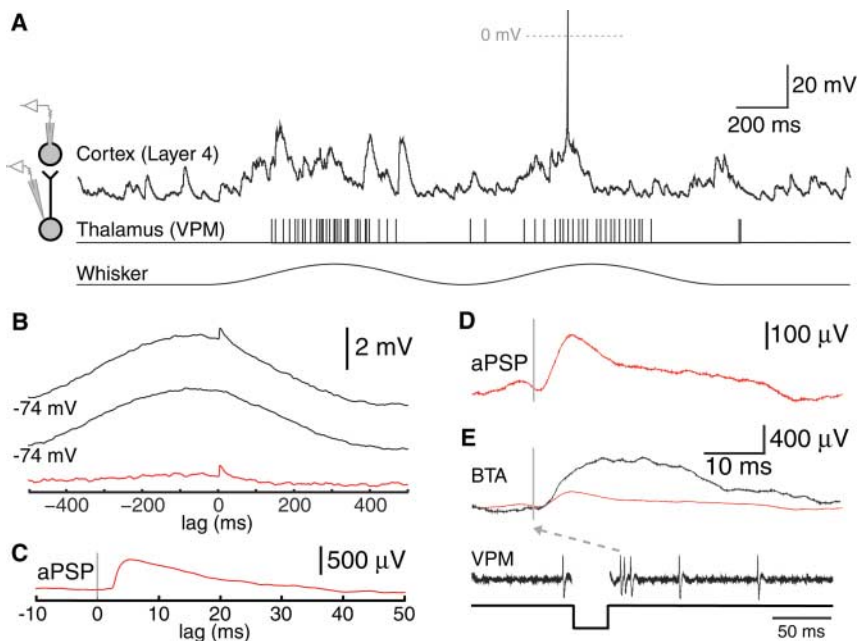 A
0 mV
20 mV
200 ms
Cortex (Layer 4)
Thalamus (VPM)
Whisker
B
2 mV
-74 mV
-74 mV
−400 −200 0 200 400
lag (ms)
C
aPSP
500 µV
-10 0 10 20 30 40 50
lag (ms)
D
aPSP
100 µV
E
400 µV
10 ms
BTA
VPM
50 ms